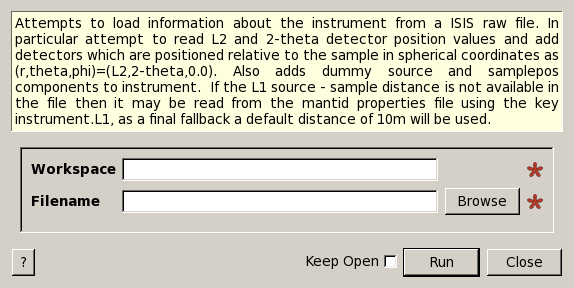 Attempts to load information about the instrument from a ISIS raw file. In
particular attempt to read L2 and 2-theta detector position values and add
detectors which are positioned relative to the sample in spherical coordinates as
(r,theta,phi)=(L2,2-theta,0.0). Also adds dummy source and samplepos
components to instrument. If the L1 source - sample distance is not available in
the file then it may be read from the mantid properties file using the key
instrument.L1, as a final fallback a default distance of 10m will be used.
Workspace
Filename
Browse
?
Keep Open
Run
Close